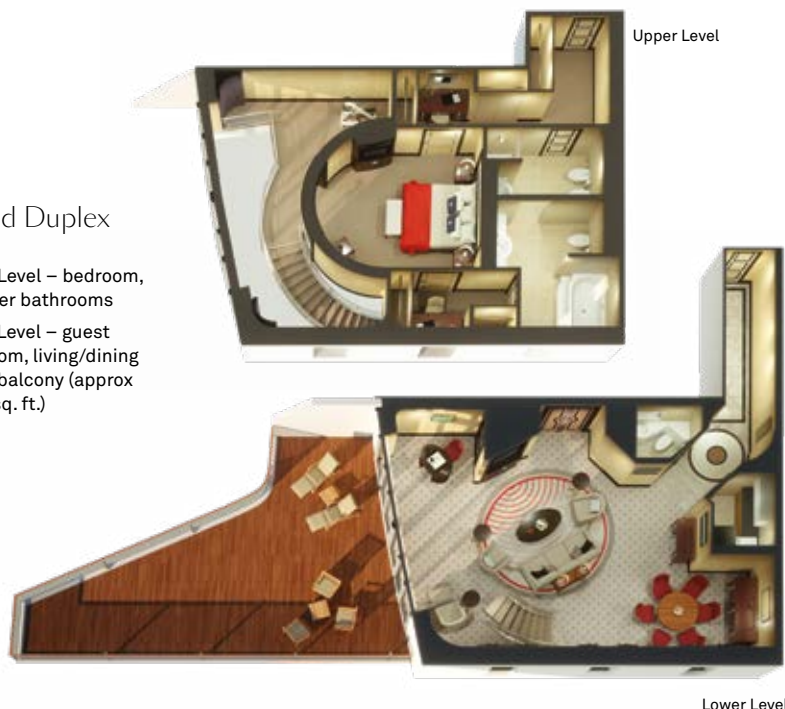 Upper Level
d Duplex
Level – bedroom,
er bathrooms
Level – guest
om, living/dining
balcony (approx
q. ft.)
Lower Level